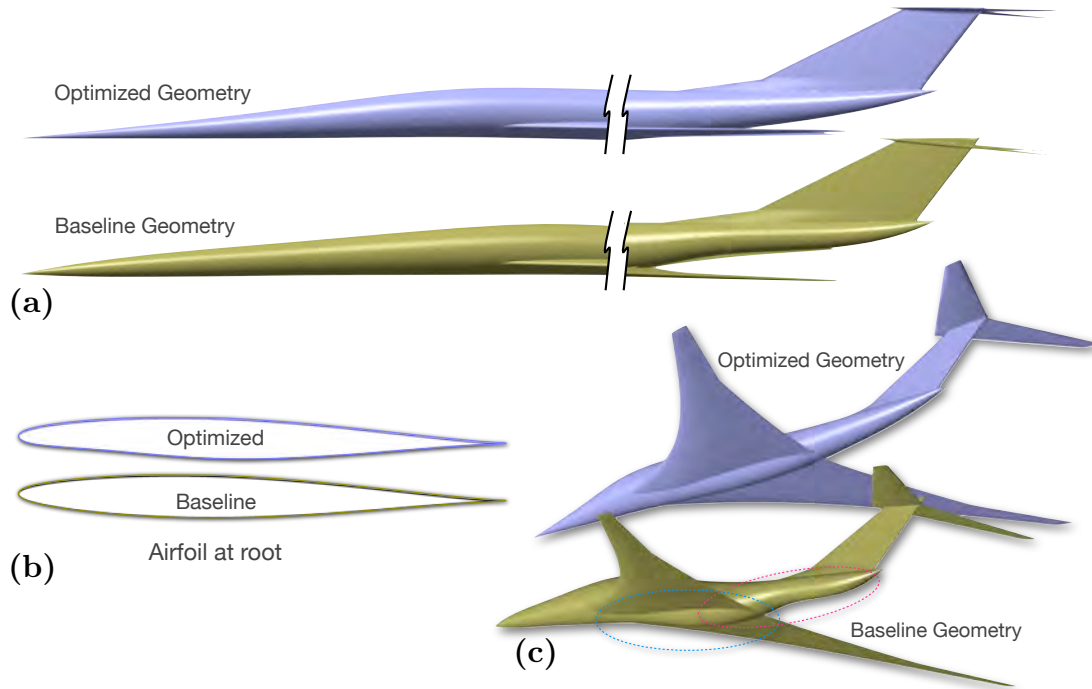 Optimized Geometry
Baseline Geometry
(a)
Optimized
Baseline
Airfoil at root
(b)
Optimized Geometry
Baseline Geometry
(c)